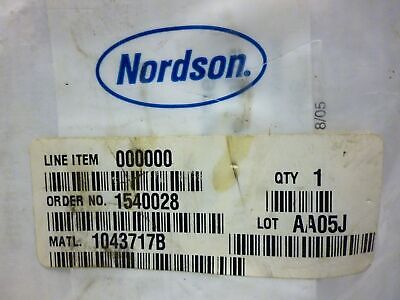 Nordson.
8/05
LINE ITEM 000000
QTY 1
ORDER NO. 1540028
LOT AA05J
MATL. 1043717B